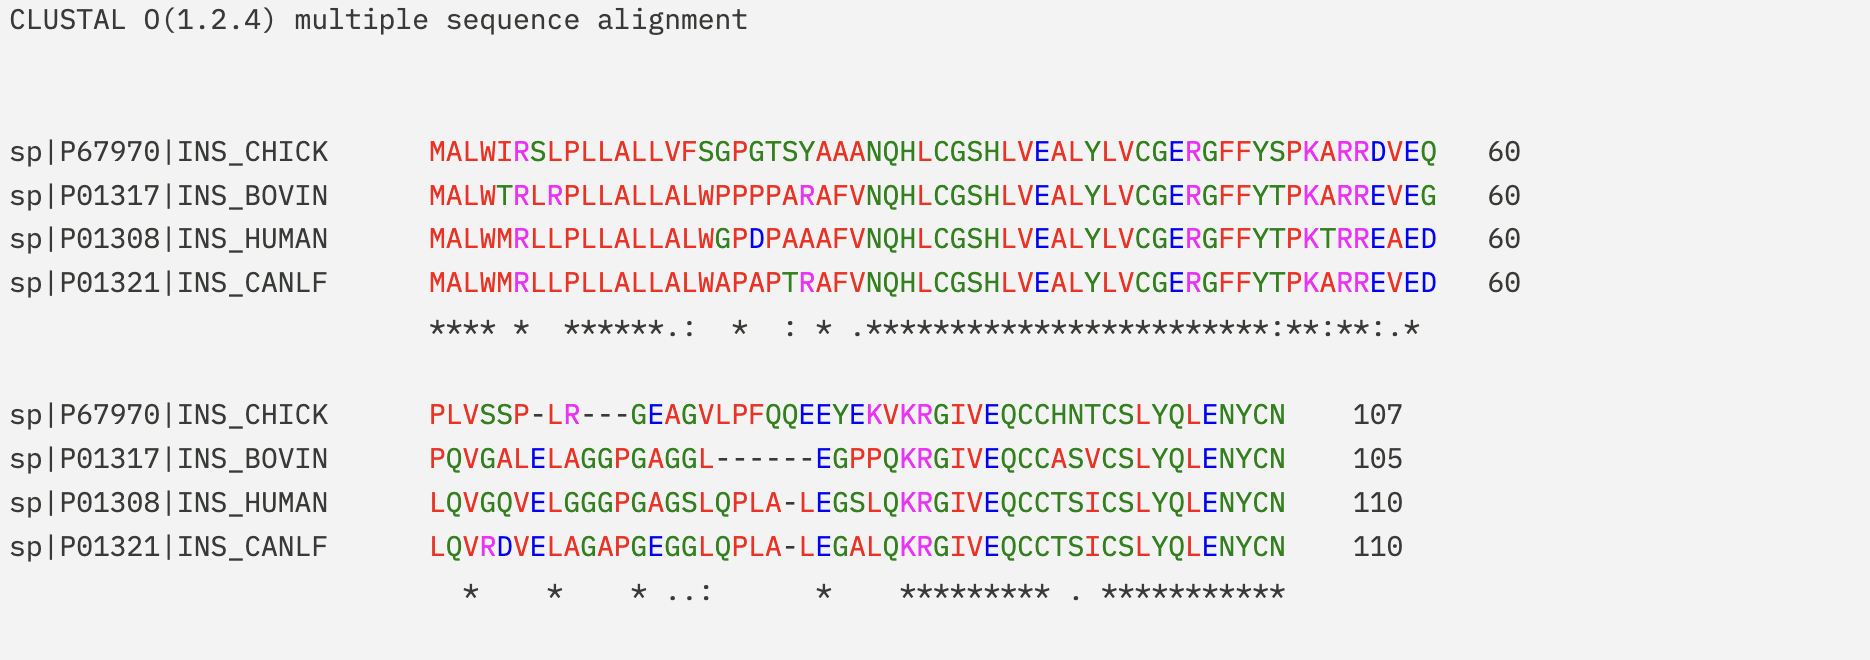 CLUSTAL O(1.2.4) multiple sequence alignment
sp|P67970|INS_CHICK      MALWIRSLPLLALLVFSGPGTSYAAANQHLCGSHLVEALYLVCGERGFFYSPKARRDVEQ   60
sp|P01317|INS_BOVIN      MALWTRLRPLLALLALWPPPPARAFVNQHLCGSHLVEALYLVCGERGFFYTPKARREVEG   60
sp|P01308|INS_HUMAN      MALWMRLLPLLALLALWGPDPAAAFVNQHLCGSHLVEALYLVCGERGFFYTPKTRREAED   60
sp|P01321|INS_CANLF      MALWMRLLPLLALLALWAPAPTRAFVNQHLCGSHLVEALYLVCGERGFFYTPKARREVED   60
                         **** *  ******.:  *  : * .************************:**:**:.*
sp|P67970|INS_CHICK      PLVSSP-LR---GEAGVLPFQQEEYEKVKRGIVEQCCHNTCSLYQLENYCN    107
sp|P01317|INS_BOVIN      PQVGALELAGGPGAGGL------EGPPQKRGIVEQCCASVCSLYQLENYCN    105
sp|P01308|INS_HUMAN      LQVGQVELGGGPGAGSLQPLA-LEGSLQKRGIVEQCCTSICSLYQLENYCN    110
sp|P01321|INS_CANLF      LQVRDVELAGAPGEGGLQPLA-LEGALQKRGIVEQCCTSICSLYQLENYCN    110
                           *    *    * ..:      *    ********* . ***********